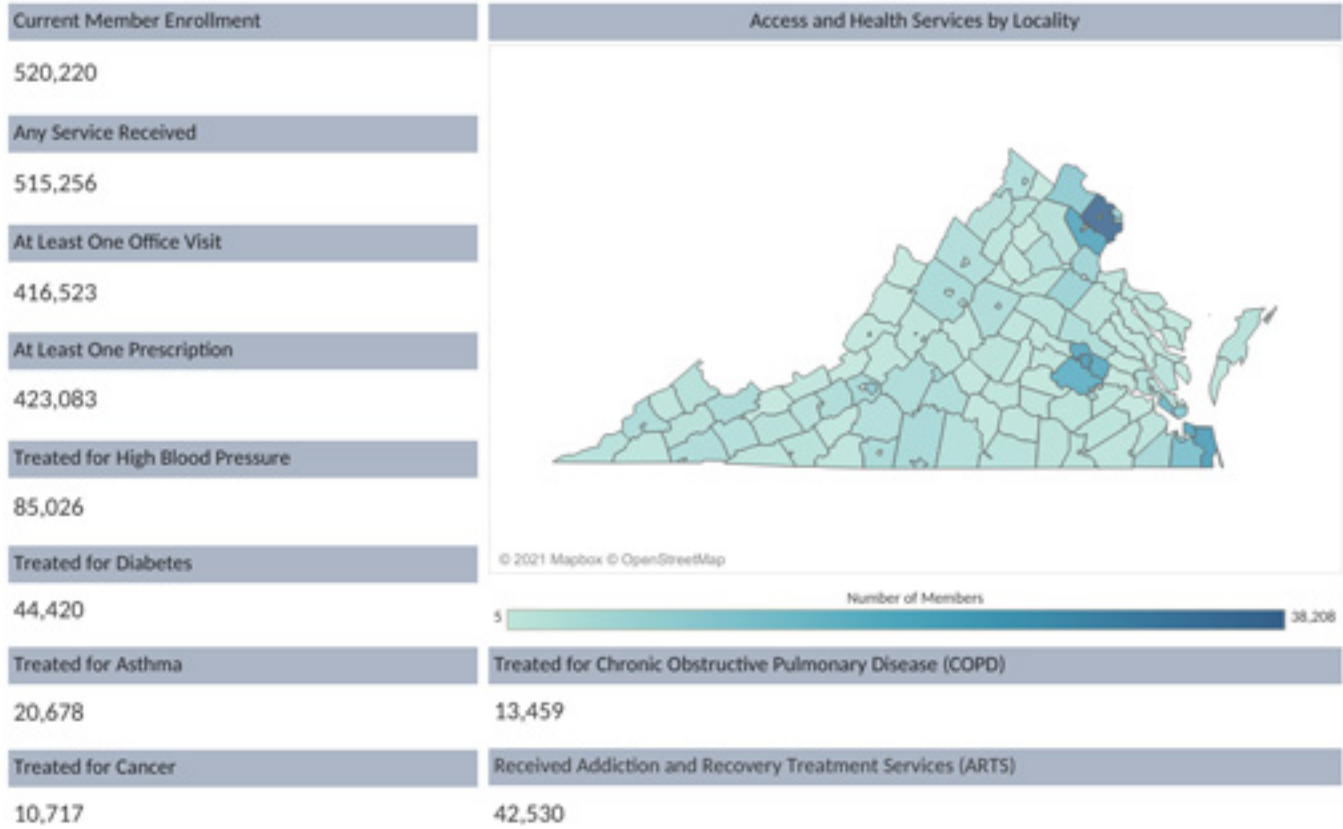 Current Member Enrollment
520,220
Any Service Received
515,256
At Least One Office Visit
416,523
At Least One Prescription
423,083
Treated for High Blood Pressure
85,026
Treated for Diabetes
44,420
Treated for Asthma
20,678
Treated for Cancer
10,717
Access and Health Services by Locality
© 2021 Mapbox © OpenStreetMap
Number of Members
5
38,208
Treated for Chronic Obstructive Pulmonary Disease (COPD)
13,459
Received Addiction and Recovery Treatment Services (ARTS)
42,530